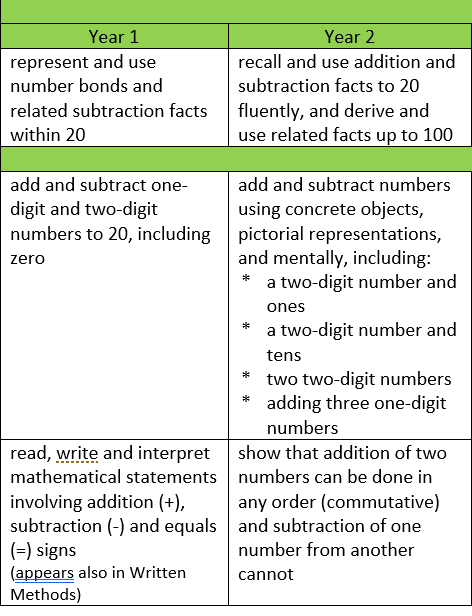 Year 1
Year 2
represent and use
number bonds and
related subtraction facts
within 20
recall and use addition and
subtraction facts to 20
fluently, and derive and
use related facts up to 100
add and subtract one-
digit and two-digit
numbers to 20, including
zero
add and subtract numbers
using concrete objects,
pictorial representations,
and mentally, including:
* a two-digit number and
ones
* a two-digit number and
tens
* two two-digit numbers
* adding three one-digit
numbers
read, write and interpret
mathematical statements
involving addition (+),
subtraction (-) and equals
(=) signs
(appears also in Written
Methods)
show that addition of two
numbers can be done in
any order (commutative)
and subtraction of one
number from another
cannot